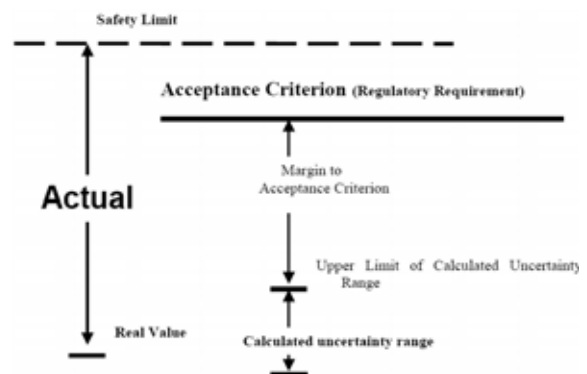 Safety Limit
Acceptance Criterion (Regulatory Requirement)
Margin to
Acceptance Criterion
Actual
Upper Limit of Calculated Uncertainty
Range
Real Value
Calculated uncertainty range